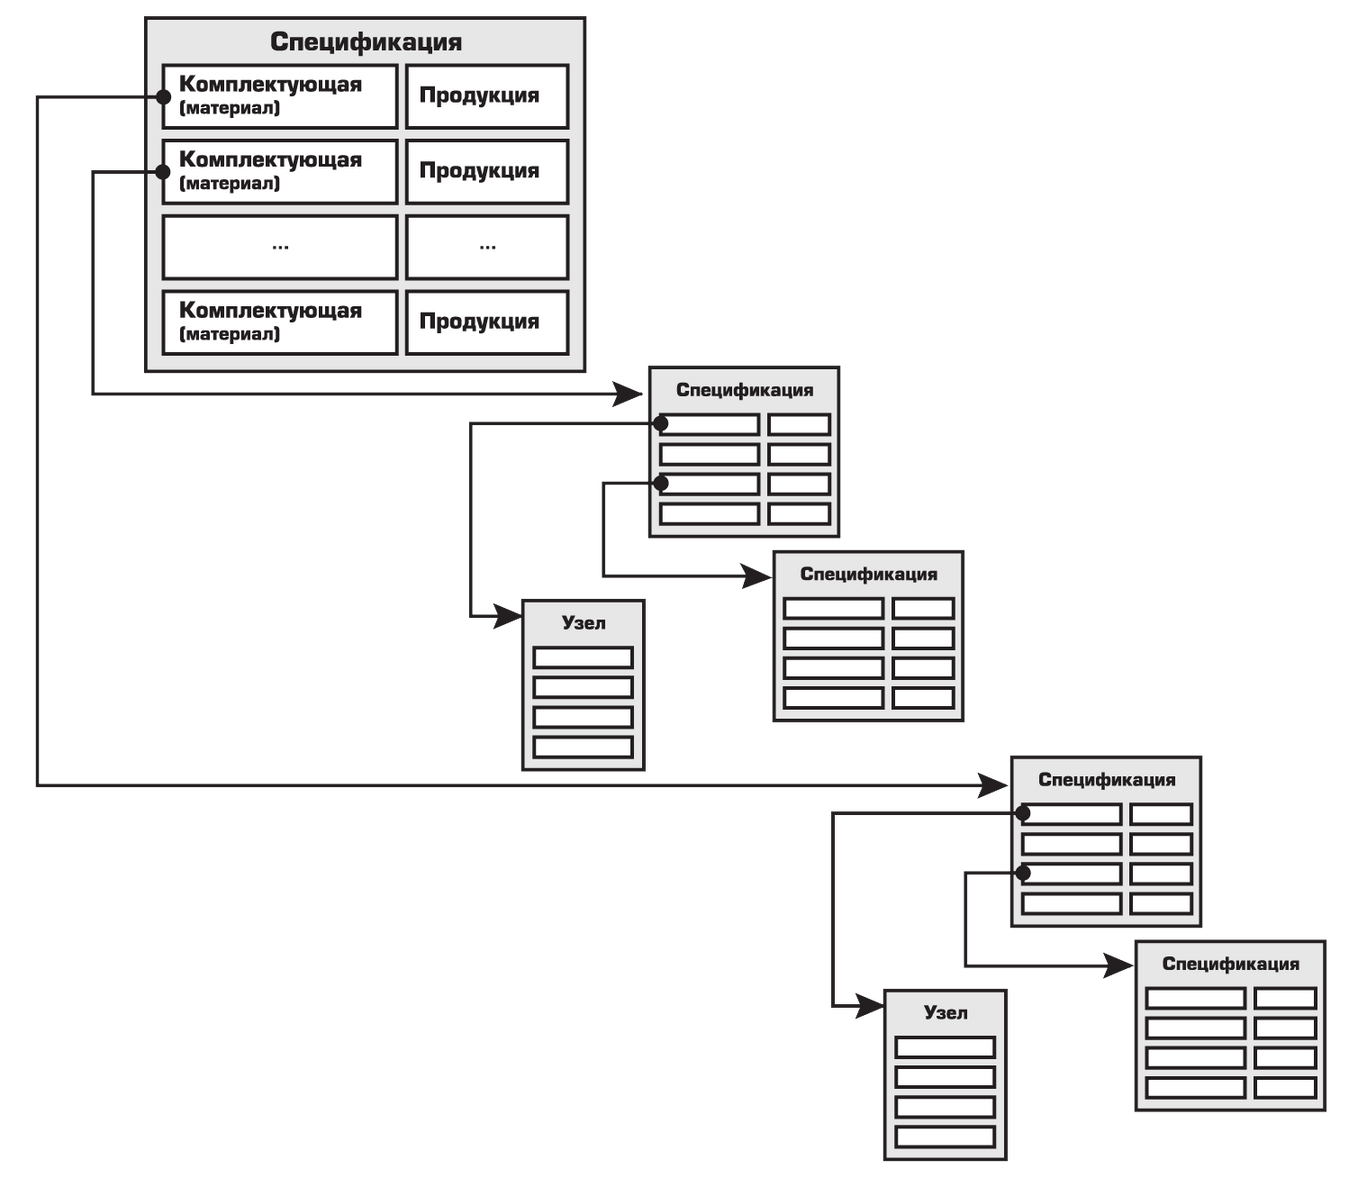 Спецификация
Комплектующая
(материал)
Продукция
Комплектующая
(материал)
Продукция
...
...
Комплектующая
(материал)
Продукция
Спецификация
Спецификация
Узел
Спецификация
Спецификация
Узел